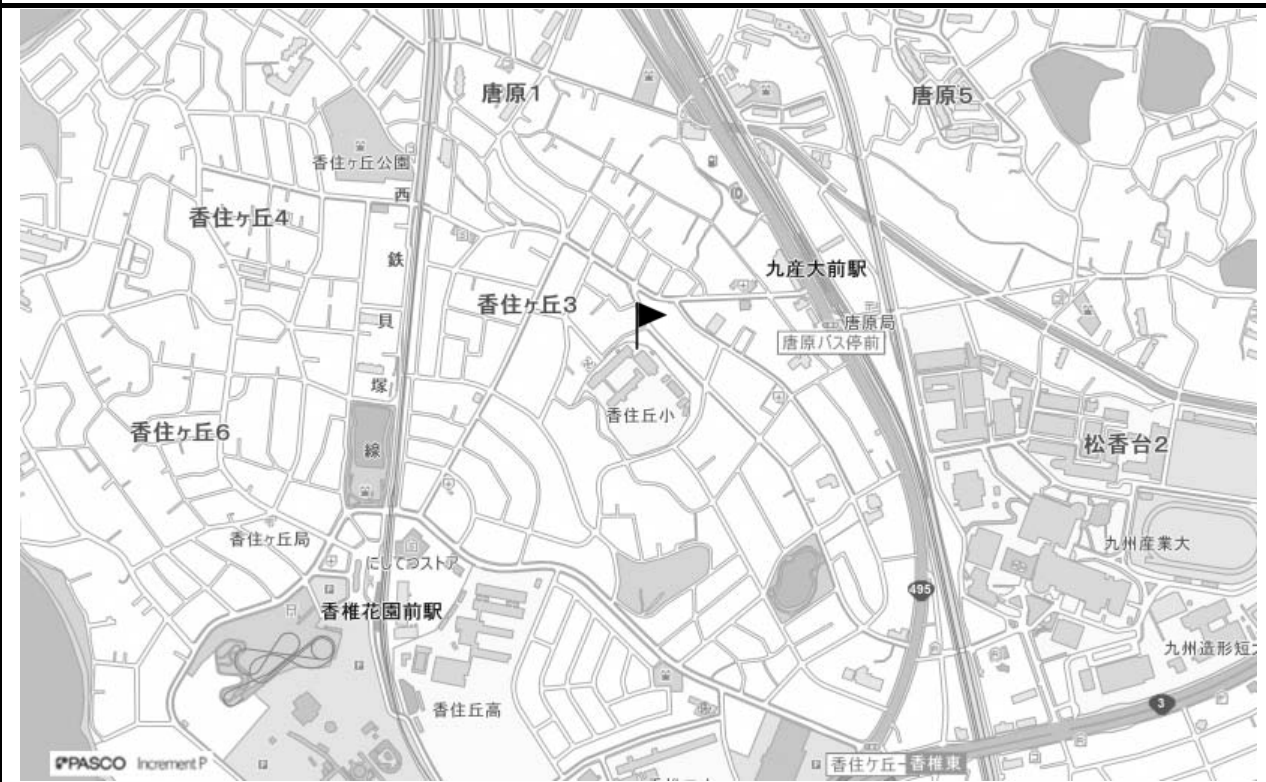 唐原1
唐原5
香住ヶ丘公園
香住ヶ丘4
西
鉄
貝
塚
線
九産大前駅
香住ヶ丘3
唐原局
唐原バス停前
香住丘小
香住ヶ丘6
松香台2
香住ヶ丘局
にしてつストア
九州産業大
495
香椎花園前駅
九州造形短
香住丘高
3
香住ケ丘-香椎東
PASCO Increment P